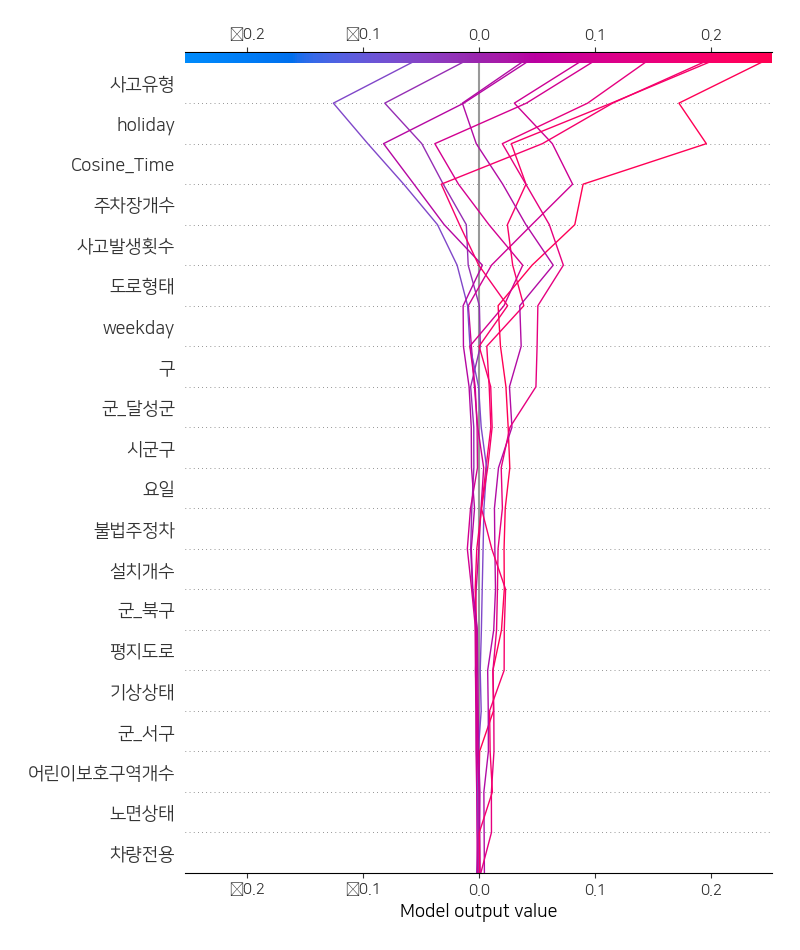 0.2 0.1 0.0 0.1 0.2
사고유형
holiday
Cosine_Time
주차장개수
사고발생횟수
도로형태
weekday
구
군_달성군
시군구
요일
불법주정차
설치개수
군_북구
평지도로
기상상태
군_서구
어린이보호구역개수
노면상태
차량전용
0.2 0.1 0.0 0.1 0.2
Model output value